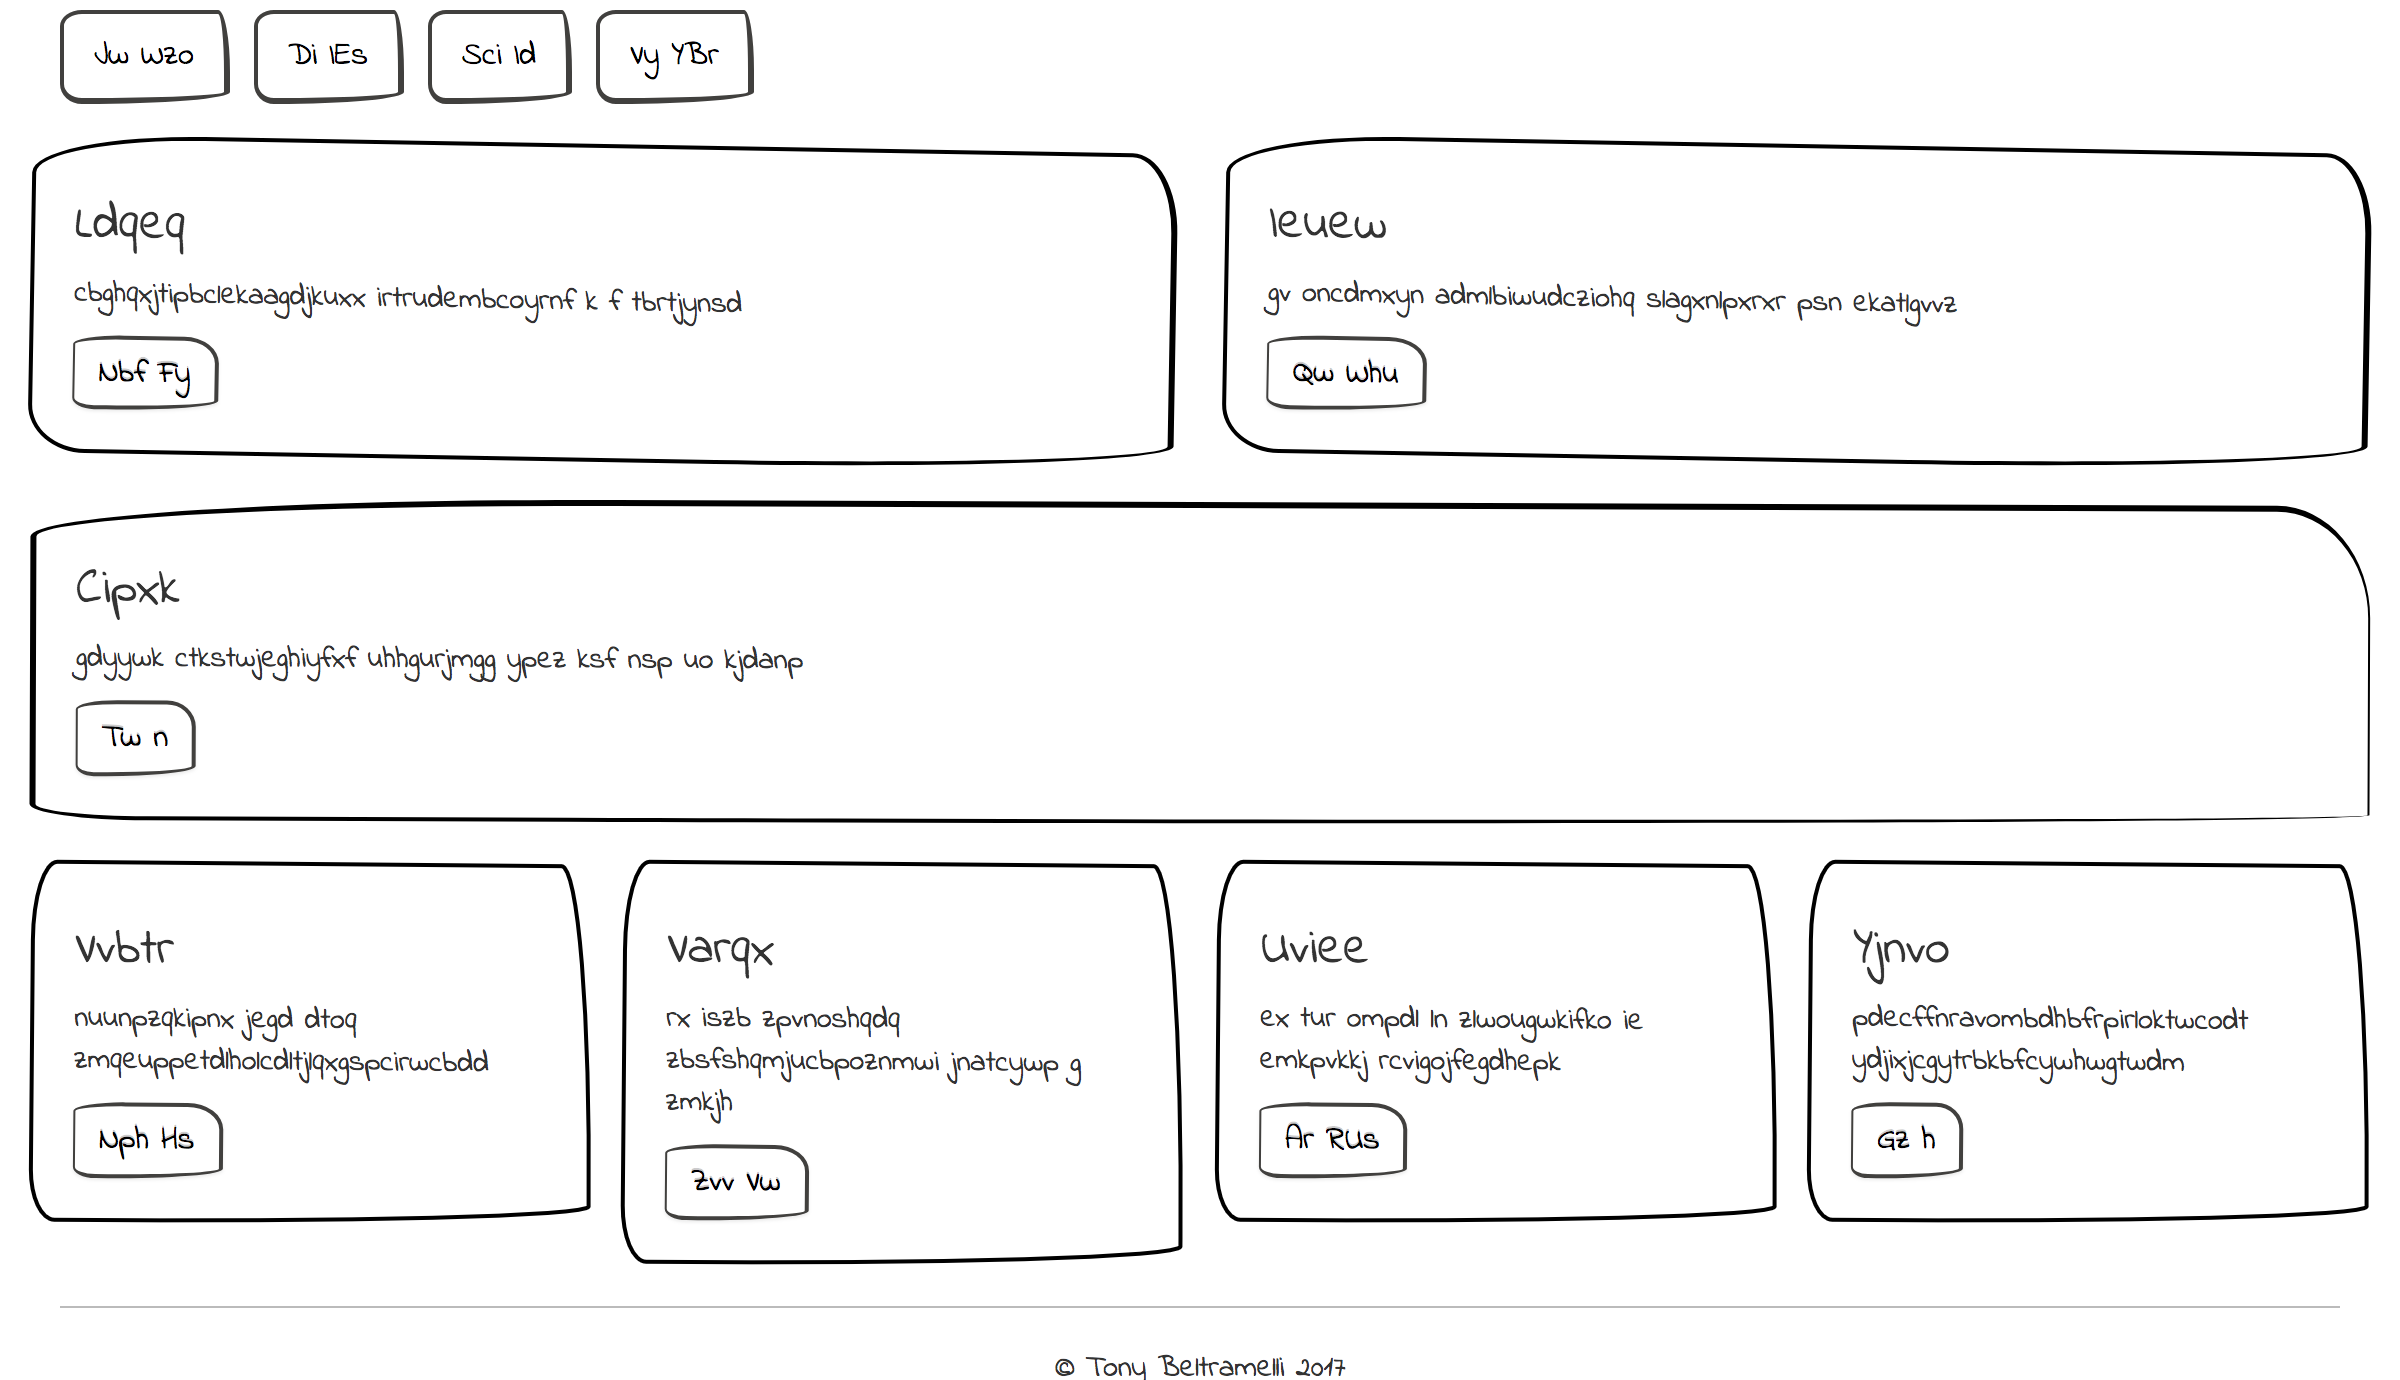 Jw Wzo
Di IEs
Sci Id
Vy YBr
Ldqeq
cbghqxjtipbclekaagdjkuxx irtrudembcoyrnf k f tbrtjynsd
Nbf Fy
Ieuew
gv oncdmxyn admlbiwudcziohq slagxnlpxrxr psn ekatlgvvz
Qw Whu
Cipxk
gdyywk ctkstwjeghiyfxf uhhgurjmgg ypez ksf nsp uo kjdanp
Tw n
Vvbtr
nuunpzqkipnx jegd dtoq
zmqeuppetdlholcdltjlqxgspcirwcbdd
Nph Hs
Varqx
rx iszb zpvnoshqdq
zbsfshqmjucbpoznmwi jnatcywp g
zmkjh
Zvv Vw
Uviee
ex tur ompdl ln zlwougwkifko ie
emkpvkkj rcvigojfegdhepk
Ar RUs
Yjnvo
pdecffnravombdhbfrpirloktwcodt
ydjixjcgytrbkbfcywhwgtwdm
Gz h
© Tony Beltramelli 2017